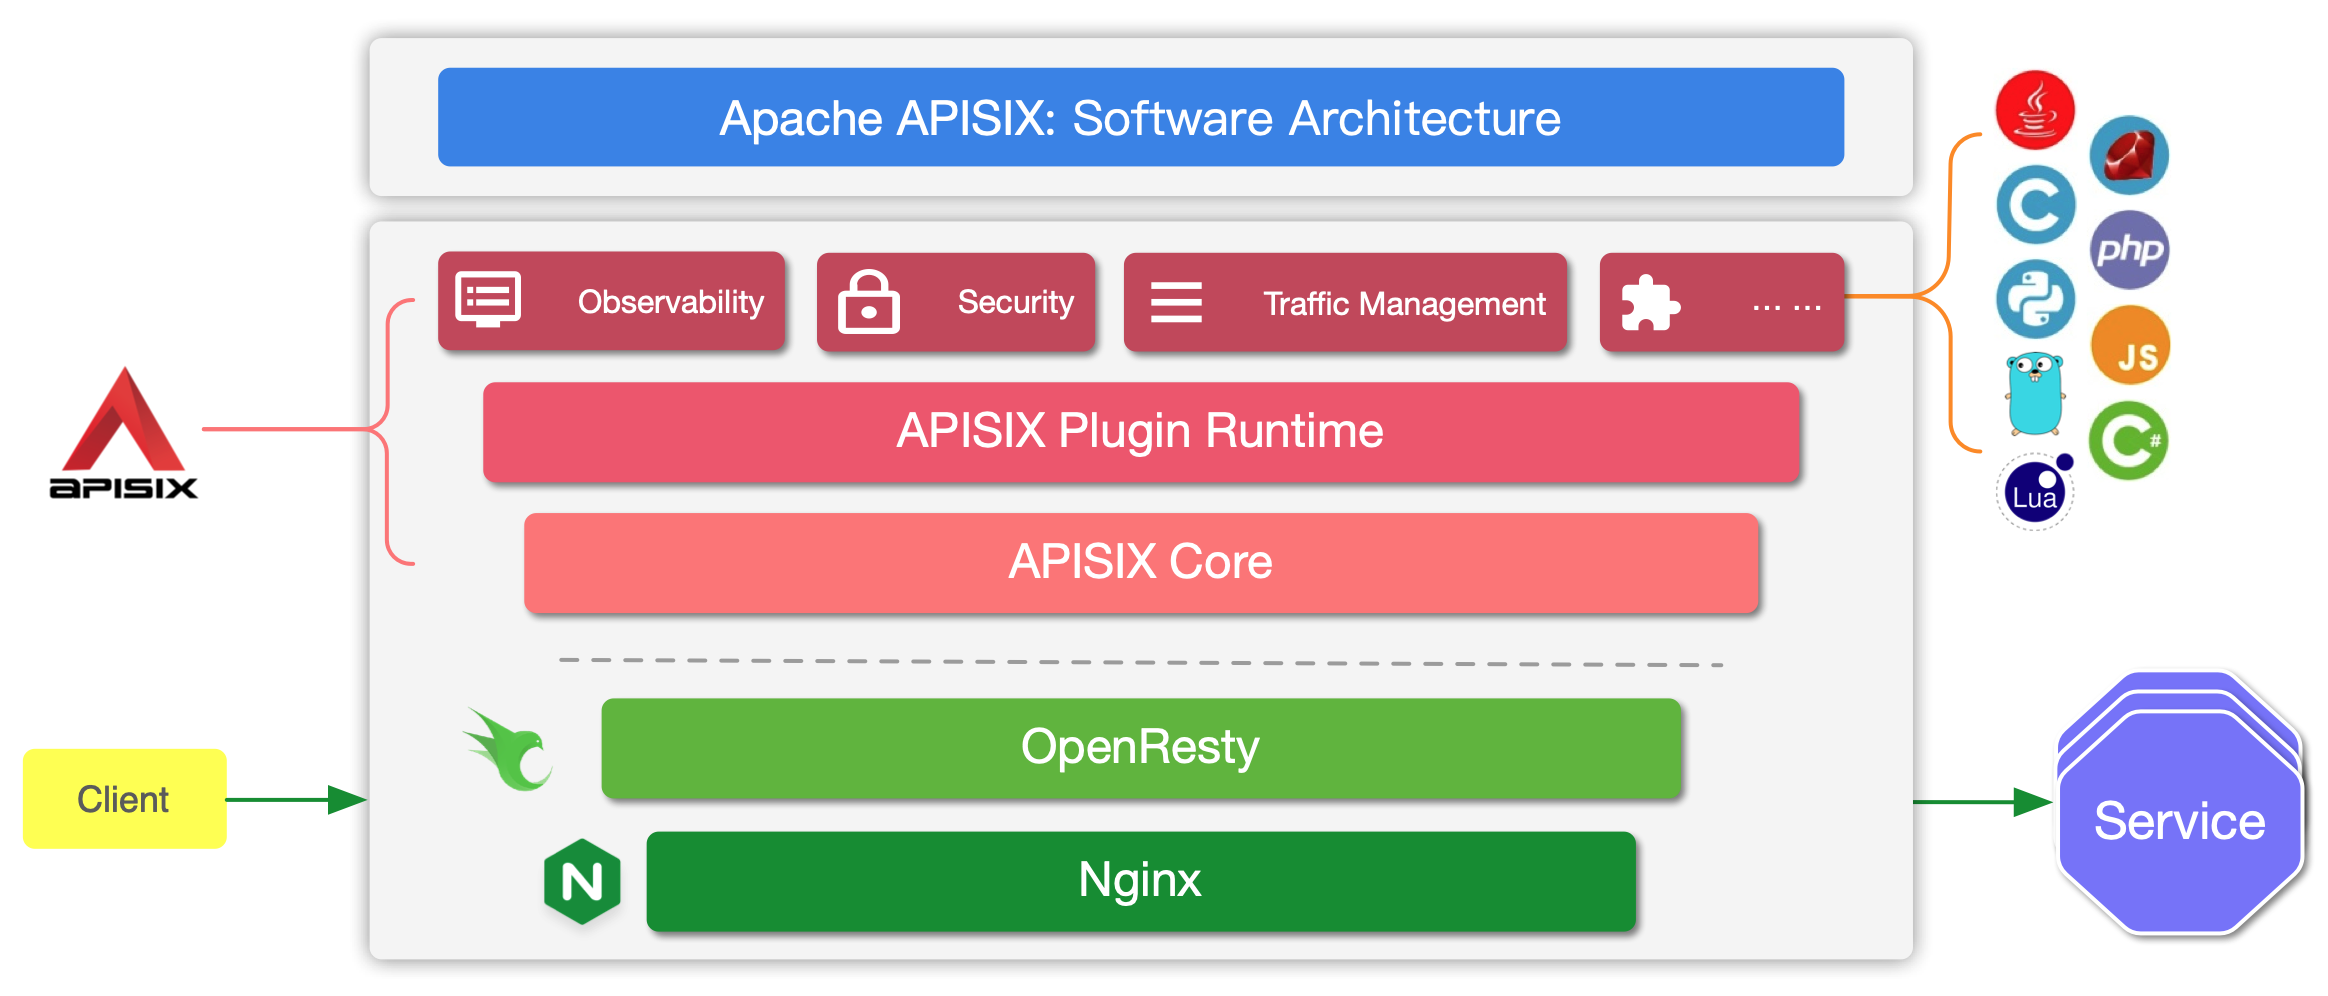 Apache APISIX: Software Architecture
Observability
Security
Traffic Management
... ...
APISIX Plugin Runtime
APISIX Core
OpenResty
Nginx
APISIX
Client
Service
php
JS
C
C#
Lua
N